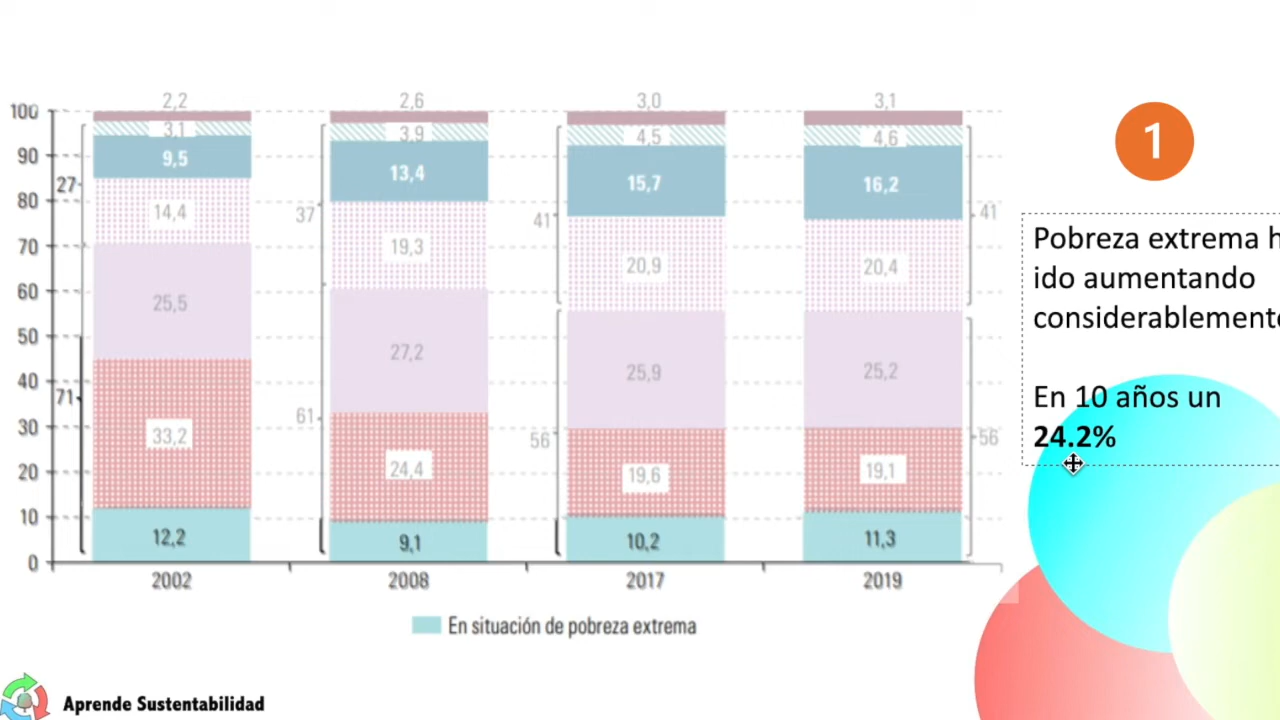 2,2 2,6 3,0 3,1
100
3,1 3,9 4,5 4,6
90 9,5 13,4 15,7 16,2
27
80
14,4 37 41 41
70 19,3 20,9 20,4
60
25,5
50 27,2 25,9 25,2
40
71 61 56 56
30 33,2 24,4 19,6 19,1
20
10
12,2 9,1 10,2 11,3
0
2002 2008 2017 2019
En situación de pobreza extrema
1
Pobreza extrema
ido aumentando
En 10 años un
24.2%
Aprende Sustentabilidad